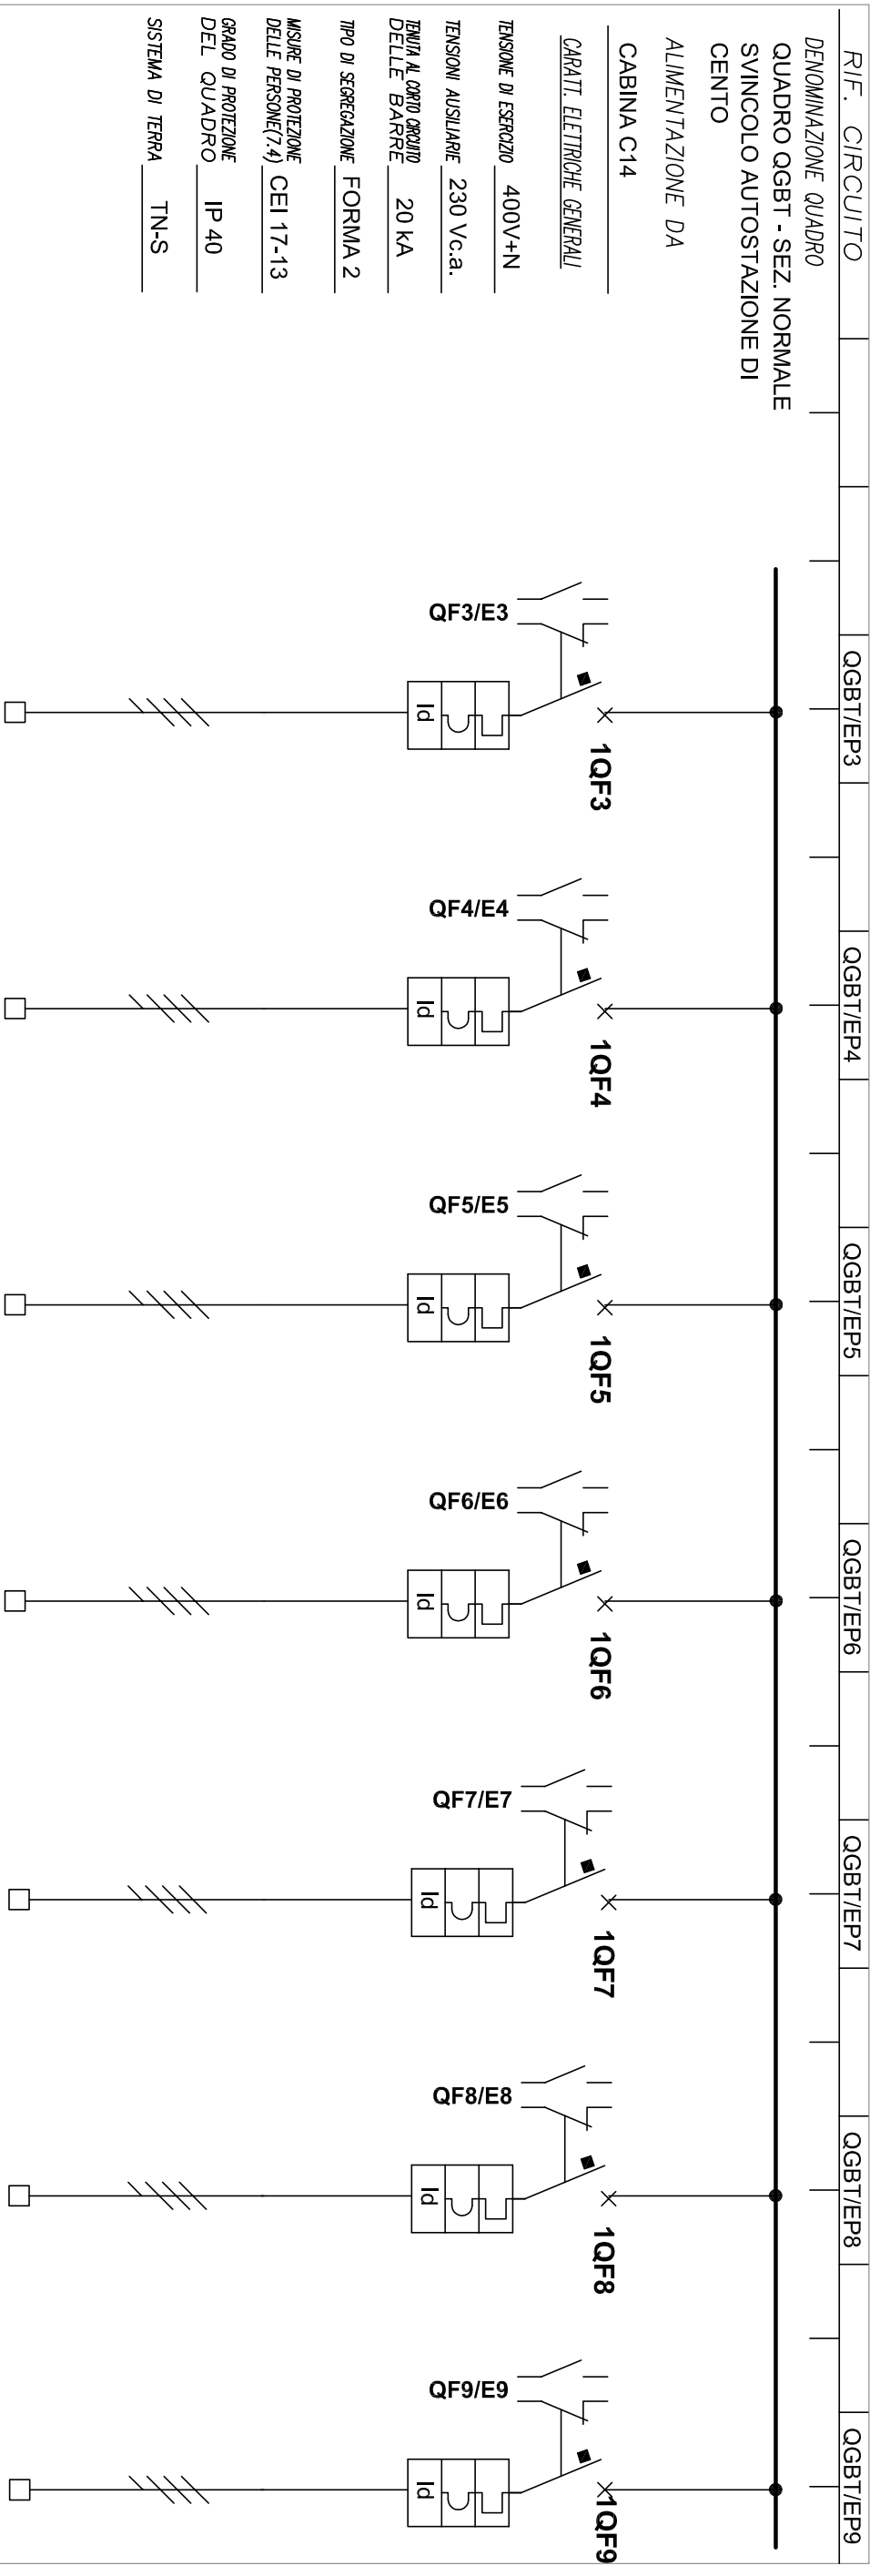 RIF. CIRCUITO
QGBT/EP3
QGBT/EP4
QGBT/EP5
QGBT/EP6
QGBT/EP7
QGBT/EP8
QGBT/EP9
DENOMINAZIONE QUADRO
QUADRO QGBT - SEZ. NORMALE
SVINCOLO AUTOSTAZIONE DI
CENTO
ALIMENTAZIONE DA
CABINA C14
CARATT. ELETTRICHE GENERALI
TENSIONE DI ESERCIZIO
400V+N
TENSIONI AUSILIARIE
230 Vc.a.
TENUTA AL CORTO CIRCUITO
DELLE BARRE
20 kA
TIPO DI SEGREGAZIONE
FORMA 2
MISURE DI PROTEZIONE
DELLE PERSONE(7.4)
CEI 17-13
GRADO DI PROTEZIONE
DEL QUADRO
IP 40
SISTEMA DI TERRA
TN-S
1QF3
1QF4
1QF5
1QF6
1QF7
1QF8
1QF9
QF3/E3
QF4/E4
QF5/E5
QF6/E6
QF7/E7
QF8/E8
QF9/E9
Id
Id
Id
Id
Id
Id
Id